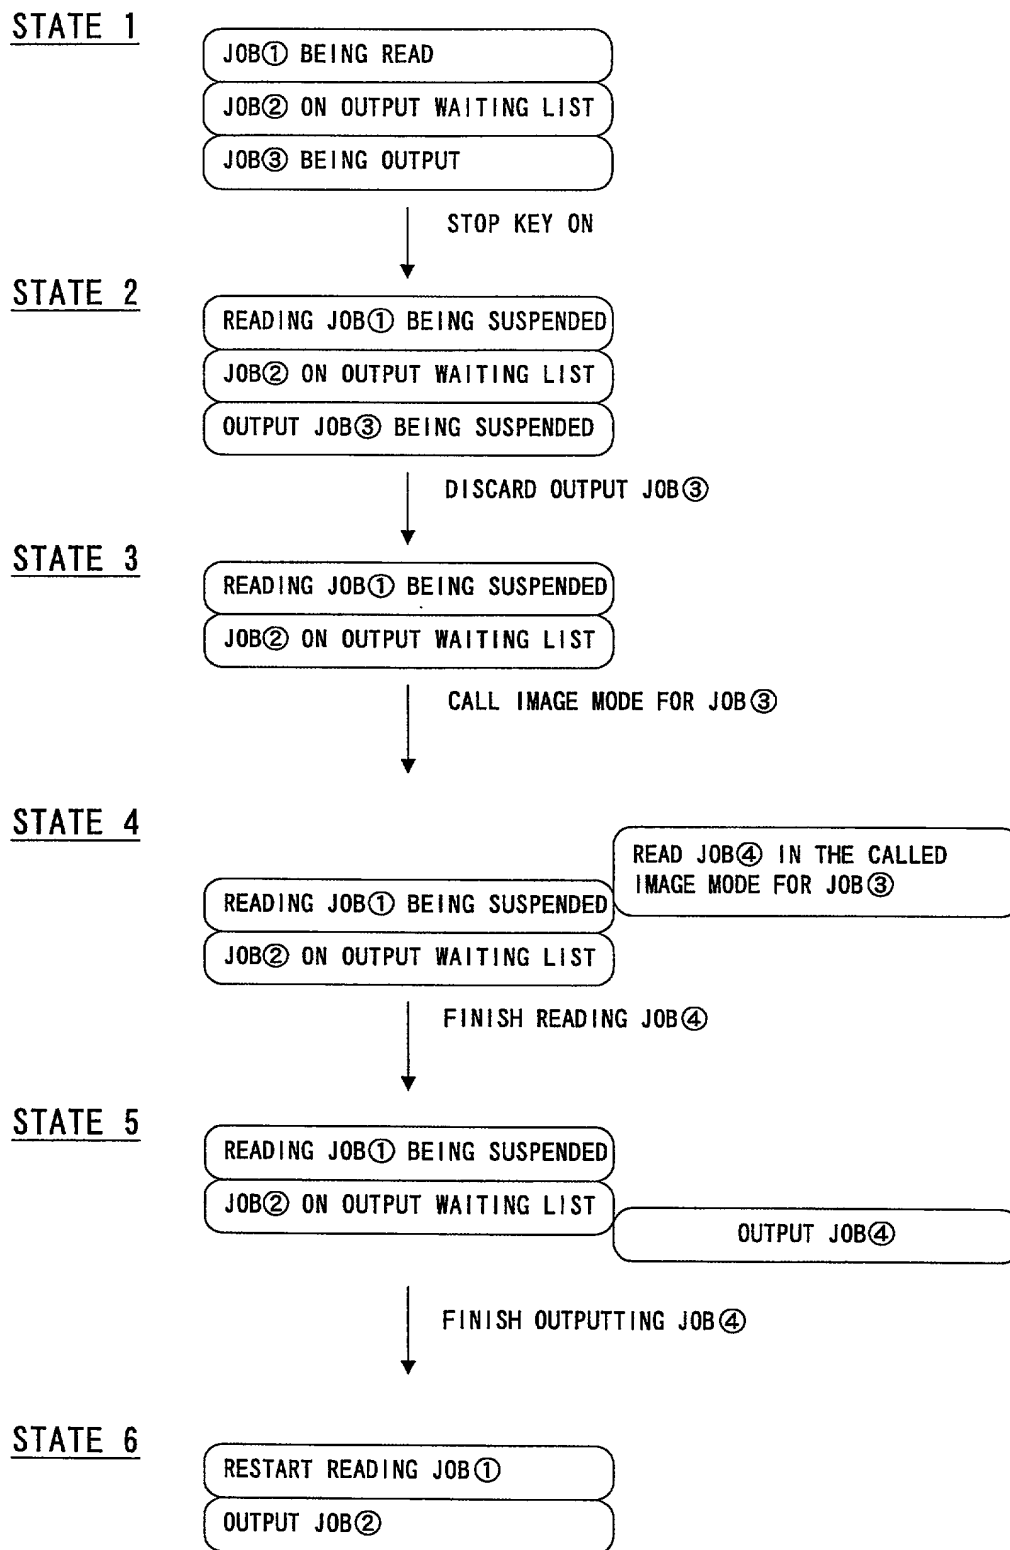 STATE 1
JOB① BEING READ
JOB② ON OUTPUT WAITING LIST
JOB③ BEING OUTPUT
STOP KEY ON
STATE 2
READING JOB① BEING SUSPENDED
JOB② ON OUTPUT WAITING LIST
OUTPUT JOB③ BEING SUSPENDED
DISCARD OUTPUT JOB③
STATE 3
READING JOB① BEING SUSPENDED
JOB② ON OUTPUT WAITING LIST
CALL IMAGE MODE FOR JOB③
STATE 4
READ JOB④ IN THE CALLED
IMAGE MODE FOR JOB③
READING JOB① BEING SUSPENDED
JOB② ON OUTPUT WAITING LIST
FINISH READING JOB④
STATE 5
READING JOB① BEING SUSPENDED
JOB② ON OUTPUT WAITING LIST
OUTPUT JOB④
FINISH OUTPUTTING JOB④
STATE 6
RESTART READING JOB①
OUTPUT JOB②